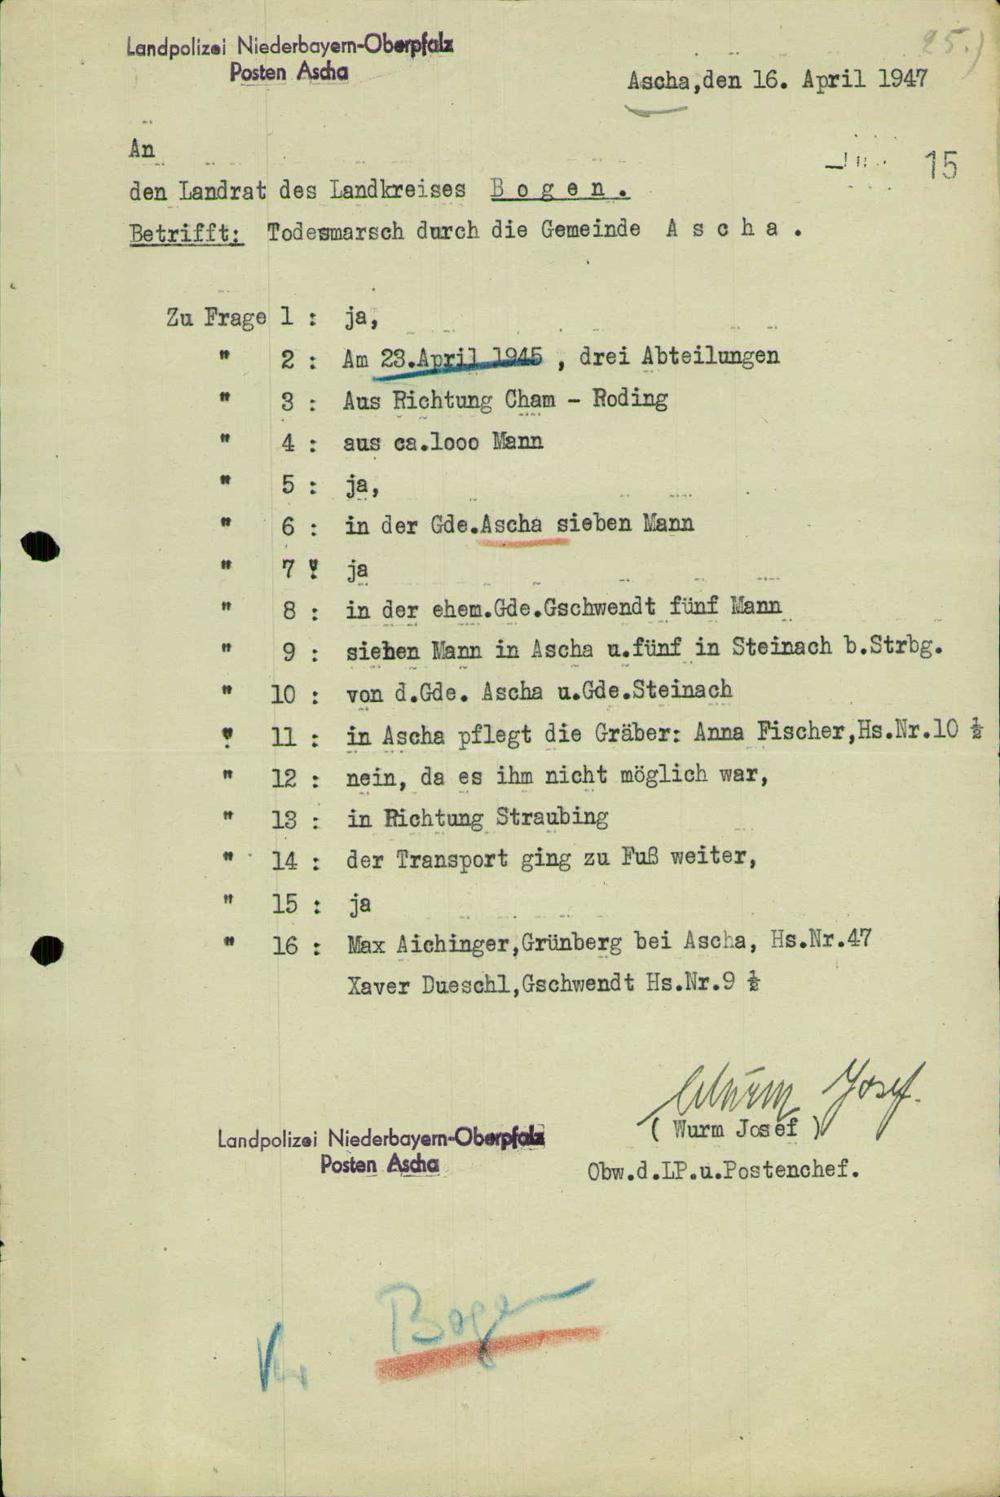 25.)
Landpolizei Niederbayern-Oberpfalz
Posten Ascha
Ascha,den 16. April 1947
An
15
den Landrat des Landkreises B o g e n .
Betrifft: Todesmarsch durch die Gemeinde A s c h a .
Zu Frage 1 : ja,
" 2 : Am 23.April 1945 , drei Abteilungen
" 3 : Aus Richtung Cham - Roding
" 4 : aus ca.1ooo Mann
" 5 : ja,
" 6 : in der Gde.Ascha sieben Mann
" 7 : ja
" 8 : in der ehem.Gde.Gschwendt fünf Mann
" 9 : sieben Mann in Ascha u.fünf in Steinach b.Strbg.
" 10 : von d.Gde. Ascha u.Gde.Steinach
" 11 : in Ascha pflegt die Gräber: Anna Fischer,Hs.Nr.10 ½
" 12 : nein, da es ihm nicht möglich war,
" 13 : in Richtung Straubing
" 14 : der Transport ging zu Fuß weiter,
" 15 : ja
" 16 : Max Aichinger,Grünberg bei Ascha, Hs.Nr.47
Xaver Dueschl,Gschwendt Hs.Nr.9 ½
Wurm Josef.
Landpolizei Niederbayern-Oberpfalz
( Wurm Josef )
Posten Ascha
Obw.d.LP.u.Postenchef.
Bogen